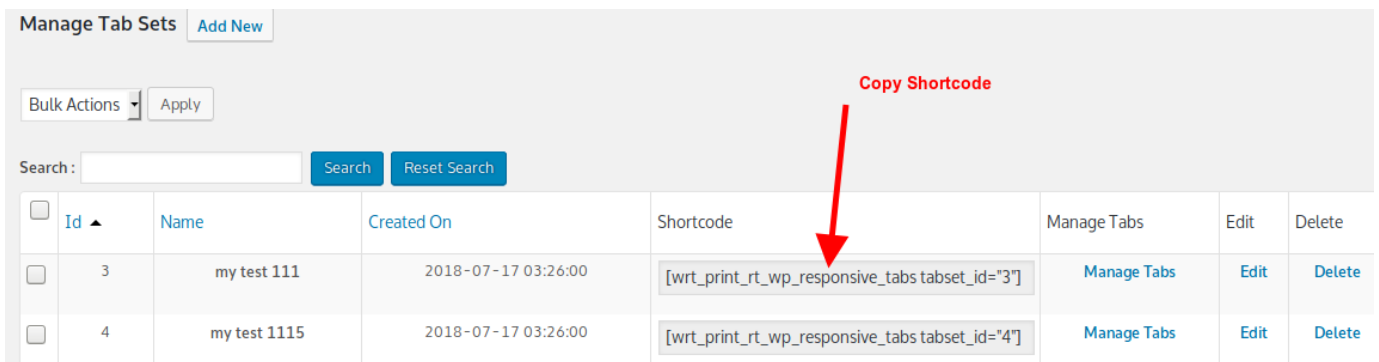 Manage Tab Sets Add New
Copy Shortcode
Bulk Actions Apply
Search : Search Reset Search
Id Name Created On Shortcode Manage Tabs Edit Delete
3 my test 111 2018-07-17 03:26:00 [wrt_print_rt_wp_responsive_tabs tabset_id="3"] Manage Tabs Edit Delete
4 my test 1115 2018-07-17 03:26:00 [wrt_print_rt_wp_responsive_tabs tabset_id="4"] Manage Tabs Edit Delete